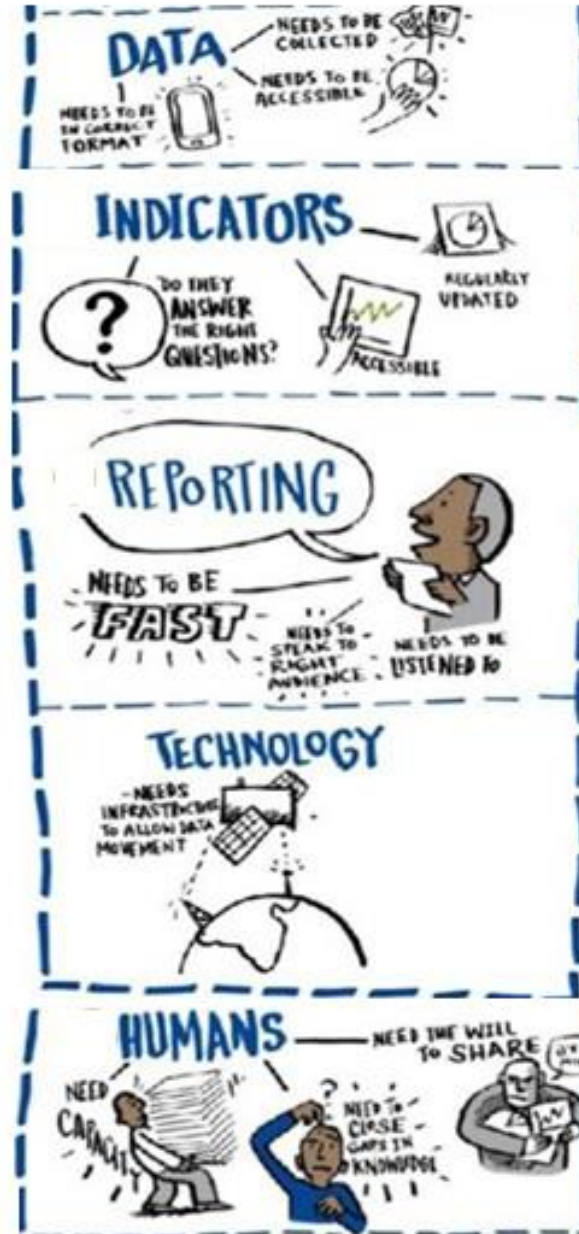 DATA
NEEDS TO BE
COLLECTED
NEEDS TO BE
ACCESSIBLE
NEEDS TO BE
IN CORRECT
FORMAT
INDICATORS
DO THEY
ANSWER
THE RIGHT
QUESTIONS?
?
ACCESSIBLE
REGULARLY
UPDATED
REPORTING
NEEDS TO BE
FAST
NEEDS TO
SPEAK TO
RIGHT
AUDIENCE
NEEDS TO BE
LISTENED TO
TECHNOLOGY
- NEEDS
INFRASTRUCTURE
TO ALLOW DATA
MOVEMENT
HUMANS
NEED THE WILL
TO SHARE
NEED
CAPACITY
?
NEED TO
CLOSE
GAPS IN
KNOWLEDGE